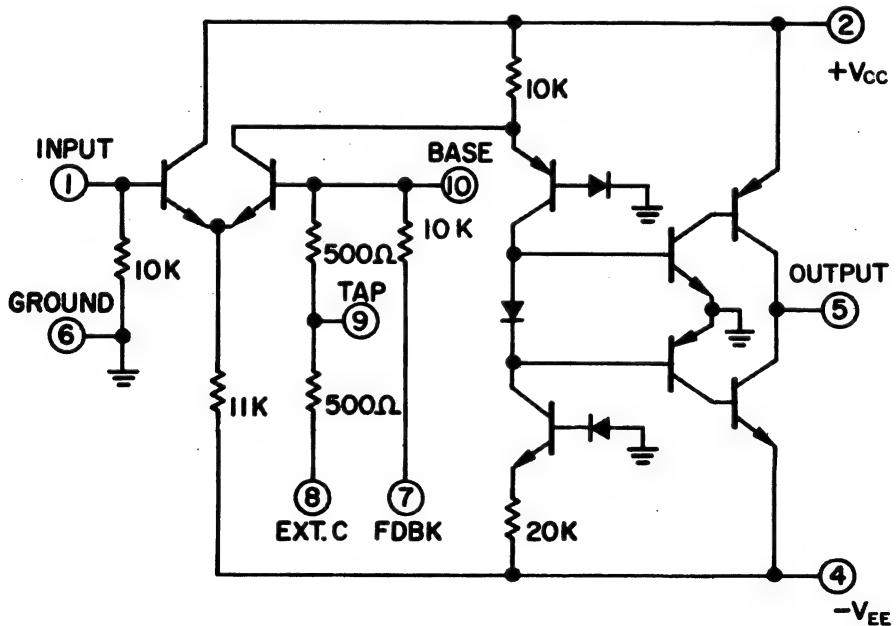 2
+VCC
10K
INPUT
1
BASE
10
10K
500Ω
10K
TAP
9
OUTPUT
5
GROUND
6
11K
500Ω
8
EXT. C
7
FDBK
20K
4
−VEE